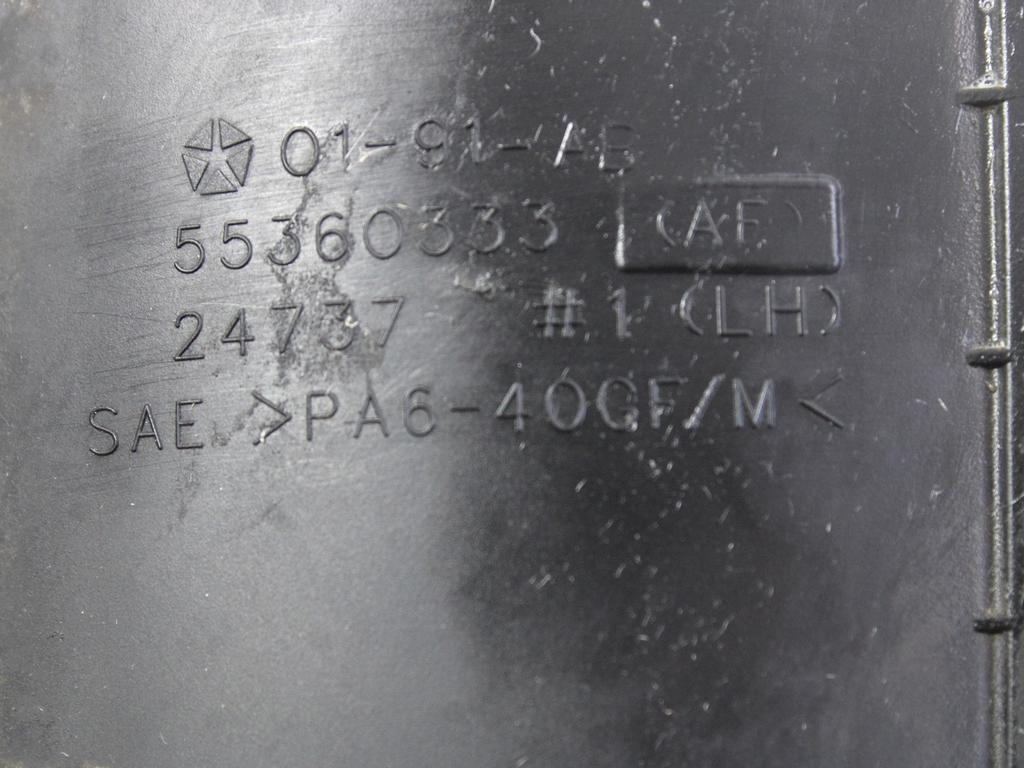 01-91-AB
55360333 (AF)
24737 #1 (LH)
SAE >PA6-40GF/M<